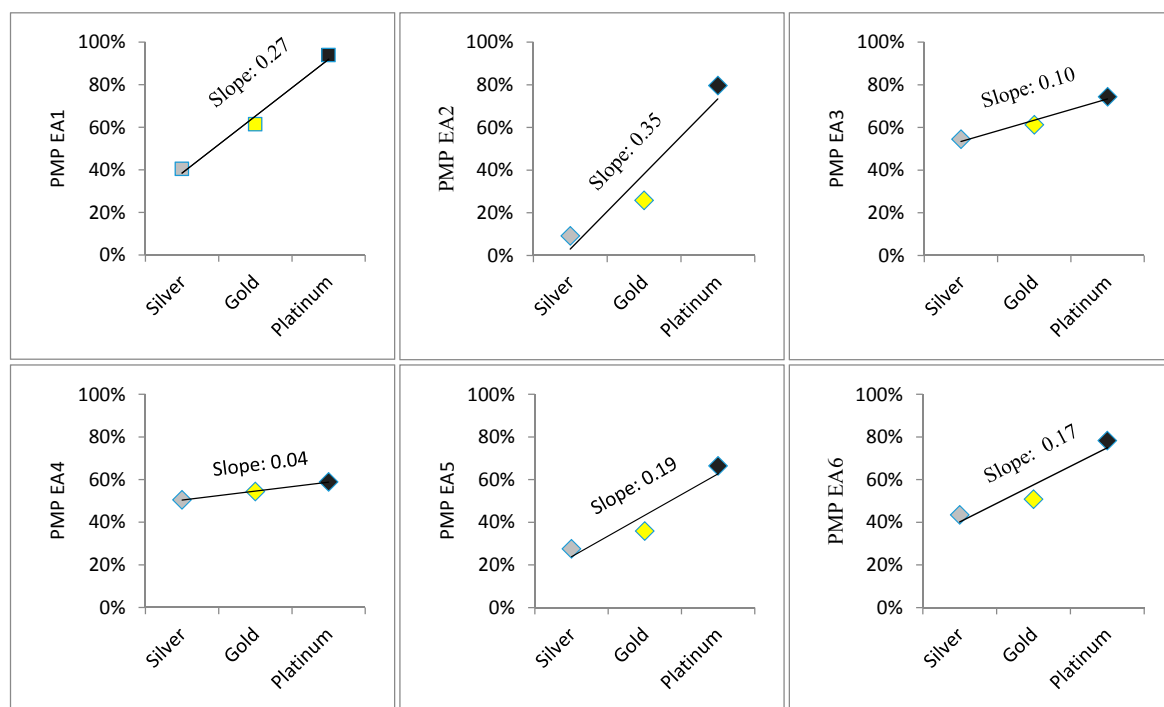 PMP EA1
100%
80%
60%
40%
20%
0%
Slope: 0.27
Silver
Gold
Platinum
PMP EA2
100%
80%
60%
40%
20%
0%
Slope: 0.35
Silver
Gold
Platinum
PMP EA3
100%
80%
60%
40%
20%
0%
Slope: 0.10
Silver
Gold
Platinum
PMP EA4
100%
80%
60%
40%
20%
0%
Slope: 0.04
Silver
Gold
Platinum
PMP EA5
100%
80%
60%
40%
20%
0%
Slope: 0.19
Silver
Gold
Platinum
PMP EA6
100%
80%
60%
40%
20%
0%
Slope: 0.17
Silver
Gold
Platinum